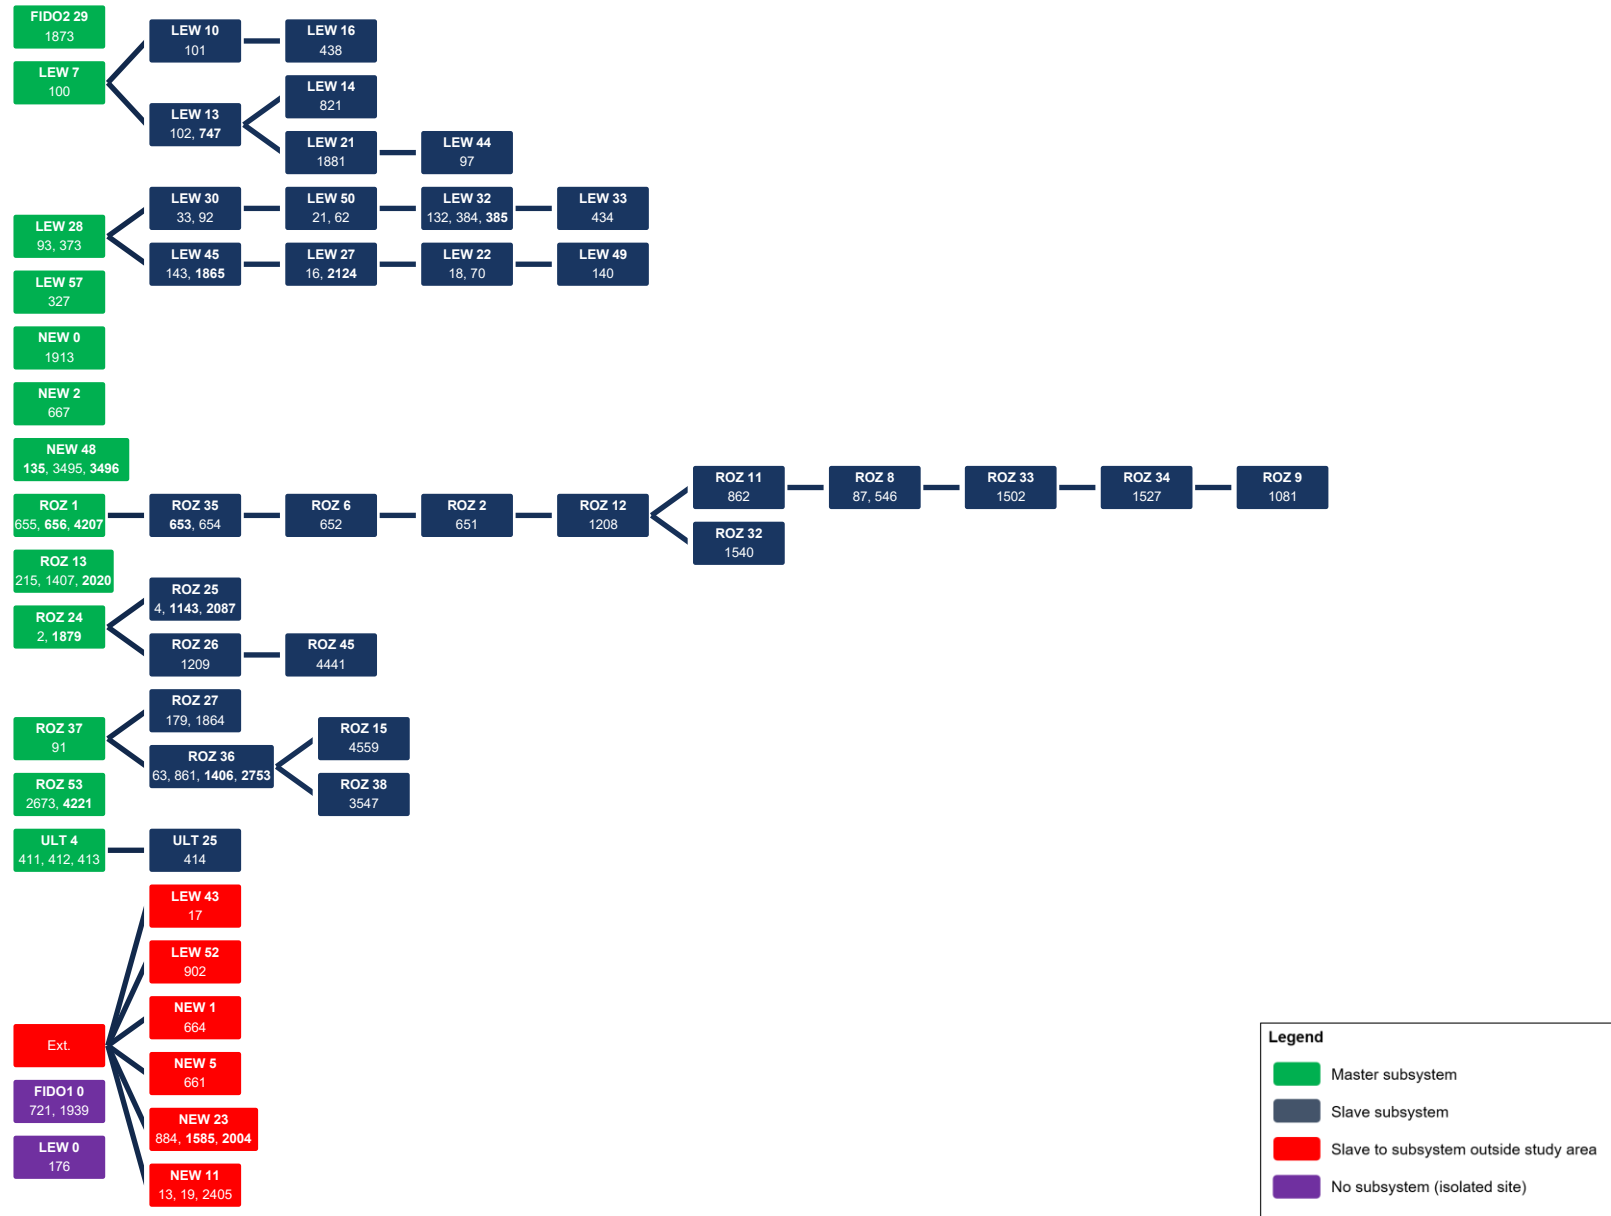 FIDO2 29
1873
LEW 7
100
LEW 10
101
LEW 16
438
LEW 13
102, 747
LEW 14
821
LEW 21
1881
LEW 44
97
LEW 28
93, 373
LEW 30
33, 92
LEW 50
21, 62
LEW 32
132, 384, 385
LEW 33
434
LEW 45
143, 1865
LEW 27
16, 2124
LEW 22
18, 70
LEW 49
140
LEW 57
327
NEW 0
1913
NEW 2
667
NEW 48
135, 3495, 3496
ROZ 1
655, 656, 4207
ROZ 35
653, 654
ROZ 6
652
ROZ 2
651
ROZ 12
1208
ROZ 11
862
ROZ 8
87, 546
ROZ 33
1502
ROZ 34
1527
ROZ 9
1081
ROZ 32
1540
ROZ 13
215, 1407, 2020
ROZ 24
2, 1879
ROZ 25
4, 1143, 2087
ROZ 26
1209
ROZ 45
4441
ROZ 37
91
ROZ 27
179, 1864
ROZ 36
63, 861, 1406, 2753
ROZ 15
4559
ROZ 38
3547
ROZ 53
2673, 4221
ULT 4
411, 412, 413
ULT 25
414
Ext.
LEW 43
17
LEW 52
902
NEW 1
664
NEW 5
661
NEW 23
884, 1585, 2004
NEW 11
13, 19, 2405
FIDO1 0
721, 1939
LEW 0
176
Legend
Master subsystem
Slave subsystem
Slave to subsystem outside study area
No subsystem (isolated site)